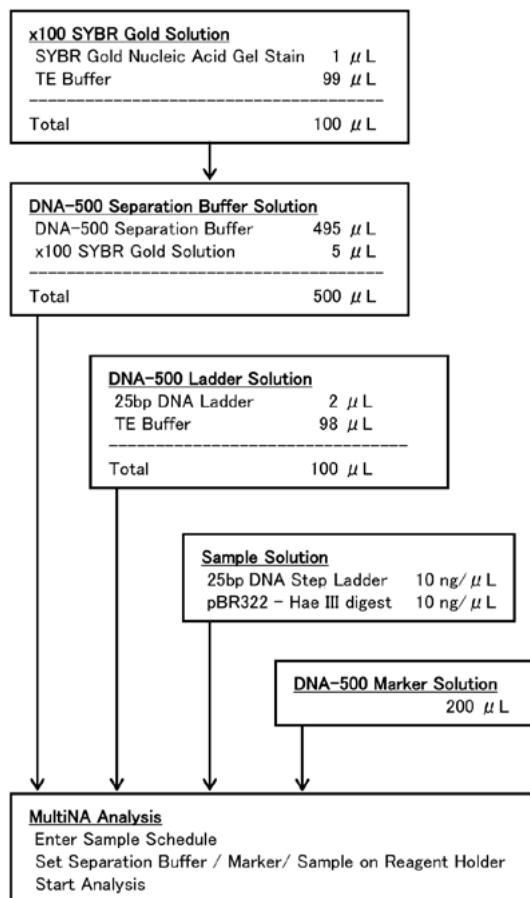 x100 SYBR Gold Solution
SYBR Gold Nucleic Acid Gel Stain 1 μL
TE Buffer 99 μL
Total 100 μL
DNA-500 Separation Buffer Solution
DNA-500 Separation Buffer 495 μL
x100 SYBR Gold Solution 5 μL
Total 500 μL
DNA-500 Ladder Solution
25bp DNA Ladder 2 μL
TE Buffer 98 μL
Total 100 μL
Sample Solution
25bp DNA Step Ladder 10 ng/μL
pBR322 - Hae III digest 10 ng/μL
DNA-500 Marker Solution
200 μL
MultiNA Analysis
Enter Sample Schedule
Set Separation Buffer / Marker/ Sample on Reagent Holder
Start Analysis